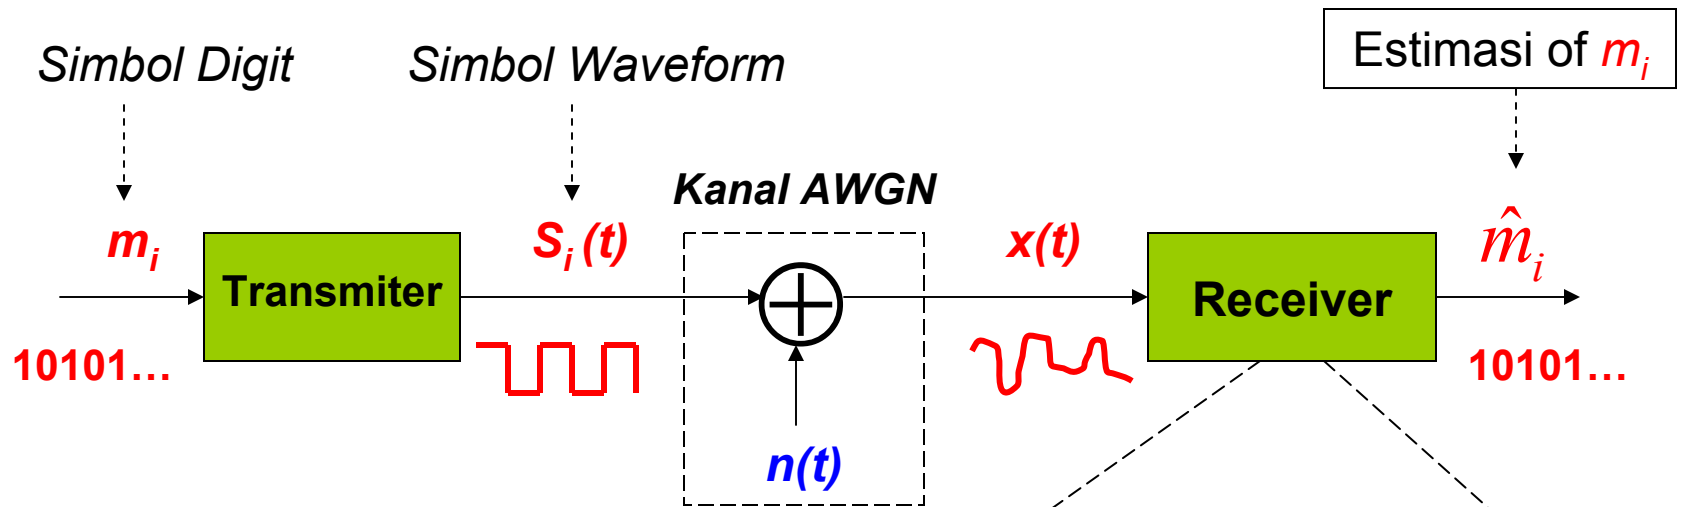 Estimasi of mᵢ
Simbol Digit
Simbol Waveform
Kanal AWGN
mᵢ
Sᵢ (t)
x(t)
m̂ᵢ
Transmiter
Receiver
10101...
10101...
n(t)